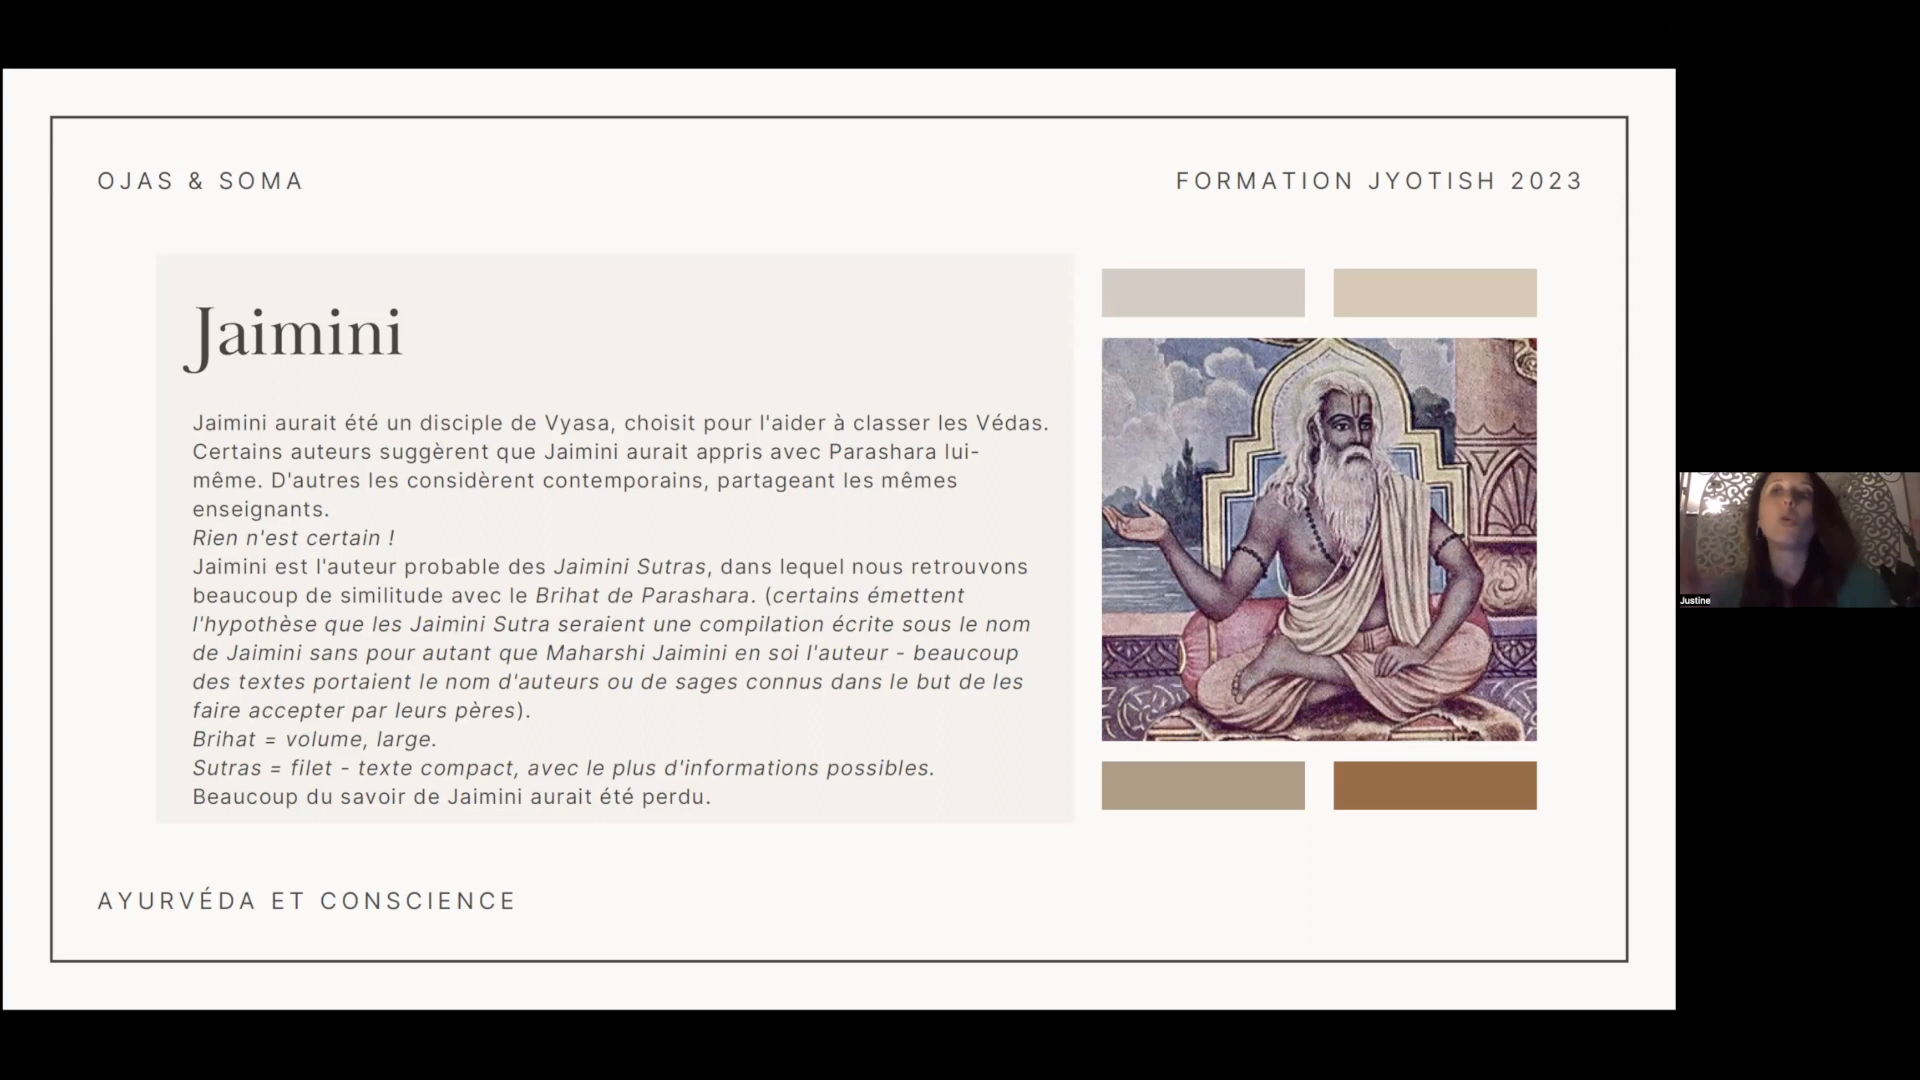 OJAS & SOMA
FORMATION JYOTISH 2023
Jaimini
Jaimini aurait été un disciple de Vyasa, choisit pour l'aider à classer les Védas.
Certains auteurs suggèrent que Jaimini aurait appris avec Parashara lui-
même. D'autres les considèrent contemporains, partageant les mêmes
enseignants.
Rien n'est certain !
Jaimini est l'auteur probable des Jaimini Sutras, dans lequel nous retrouvons
beaucoup de similitude avec le Brihat de Parashara. (certains émettent
l'hypothèse que les Jaimini Sutra seraient une compilation écrite sous le nom
de Jaimini sans pour autant que Maharshi Jaimini en soi l'auteur - beaucoup
des textes portaient le nom d'auteurs ou de sages connus dans le but de les
faire accepter par leurs pères).
Brihat = volume, large.
Sutras = filet - texte compact, avec le plus d'informations possibles.
Beaucoup du savoir de Jaimini aurait été perdu.
Justine
AYURVÉDA ET CONSCIENCE